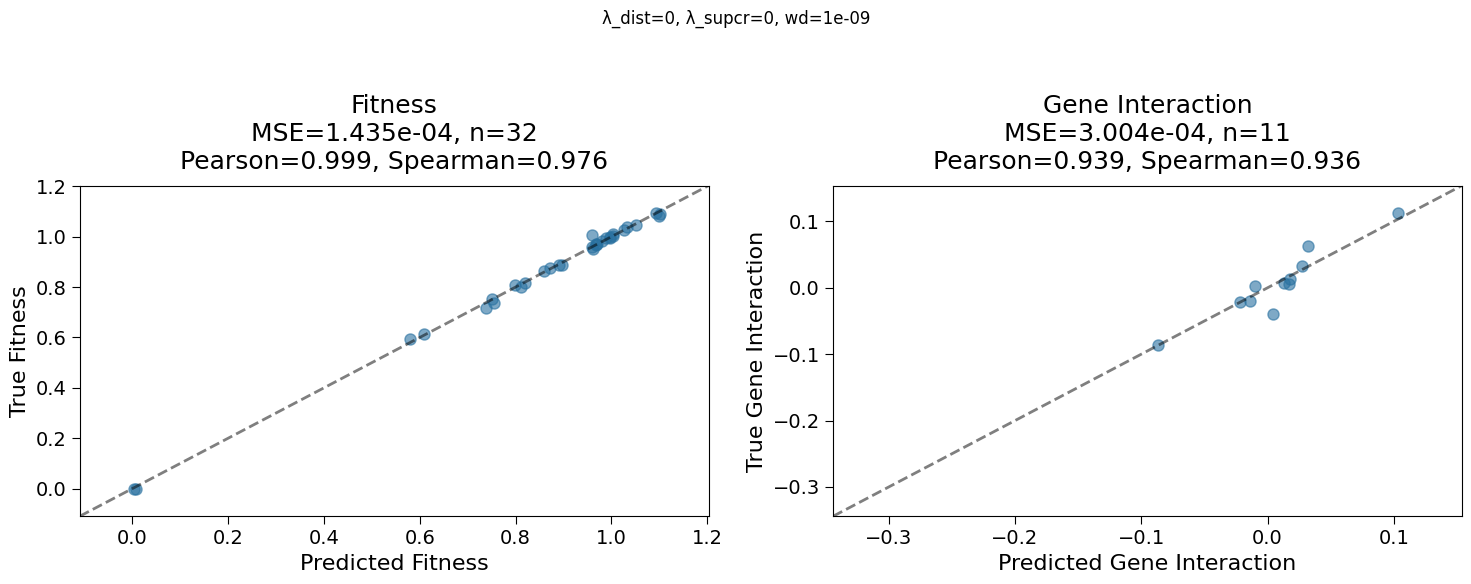 λ_dist=0, λ_supcr=0, wd=1e-09
Fitness
MSE=1.435e-04, n=32
Pearson=0.999, Spearman=0.976
1.2
1.0
0.8
0.6
0.4
0.2
0.0
True Fitness
0.0 0.2 0.4 0.6 0.8 1.0 1.2
Predicted Fitness
Gene Interaction
MSE=3.004e-04, n=11
Pearson=0.939, Spearman=0.936
0.1
0.0
−0.1
−0.2
−0.3
True Gene Interaction
−0.3 −0.2 −0.1 0.0 0.1
Predicted Gene Interaction